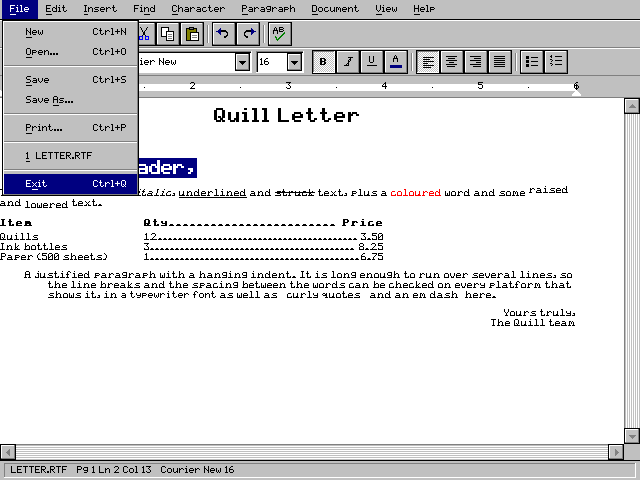 File Edit Insert Find Character Paragraph Document View Help
New Ctrl+N
Open... Ctrl+O
Save Ctrl+S
Save As...
Print... Ctrl+P
1 LETTER.RTF
Exit Ctrl+Q
ABC
ier New 16 B I U A
2 3 4 5 6
Quill Letter
ader,
italic, underlined and struck text, plus a coloured word and some raised
and lowered text.
Item Qty........................ Price
Quills 12........................ 3.50
Ink bottles 3........................ 8.25
Paper (500 sheets) 1........................ 6.75
A justified paragraph with a hanging indent. It is long enough to run over several lines, so
the line breaks and the spacing between the words can be checked on every platform that
shows it, in a typewriter font as well as curly quotes and an em dash here.
Yours truly,
The Quill team
LETTER.RTF Pg 1 Ln 2 Col 13 Courier New 16